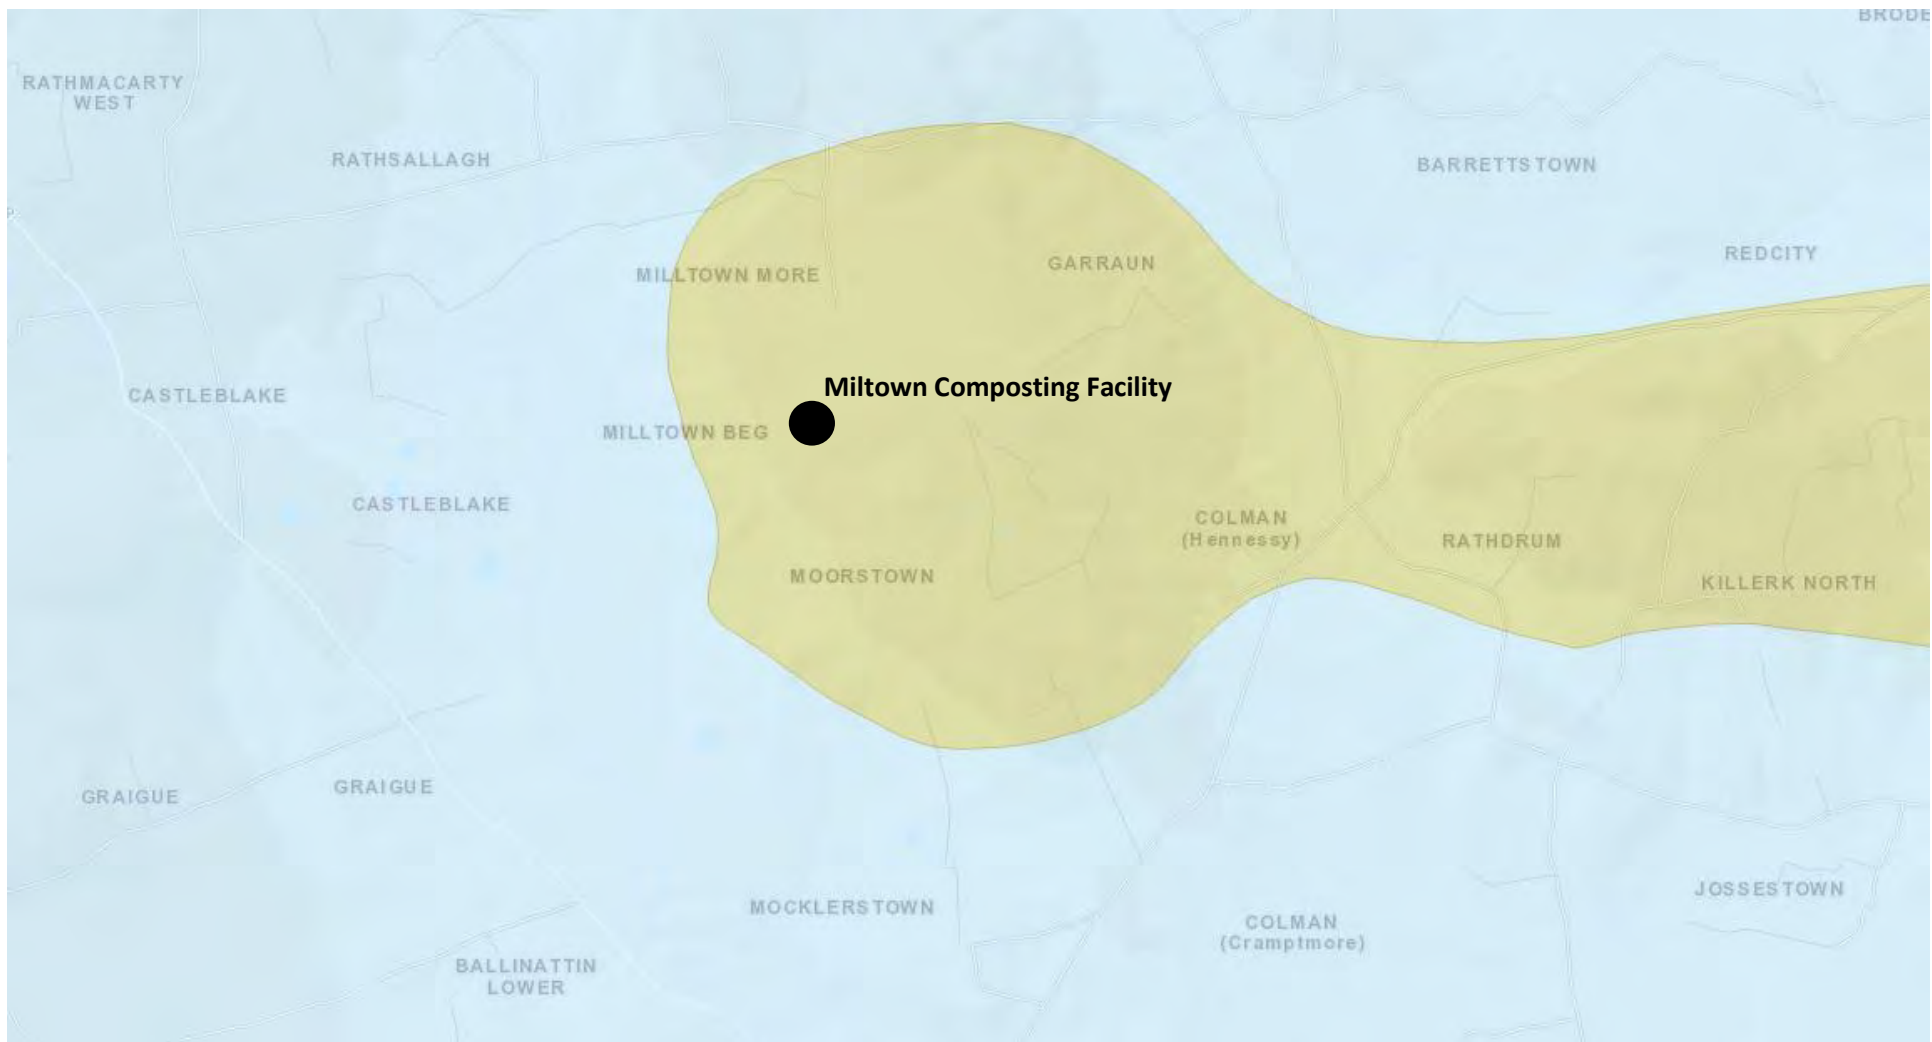 BRODE
RATHMACARTY
WEST
RATHSALLAGH
BARRETTSTOWN
REDCITY
GARRAUN
MILLTOWN MORE
Miltown Composting Facility
CASTLEBLAKE
MILLTOWN BEG
CASTLEBLAKE
COLMAN
(Hennessy)
RATHDRUM
MOORSTOWN
KILLERK NORTH
GRAIGUE
GRAIGUE
JOSSESTOWN
MOCKLERSTOWN
COLMAN
(Cramptmore)
BALLINATTIN
LOWER